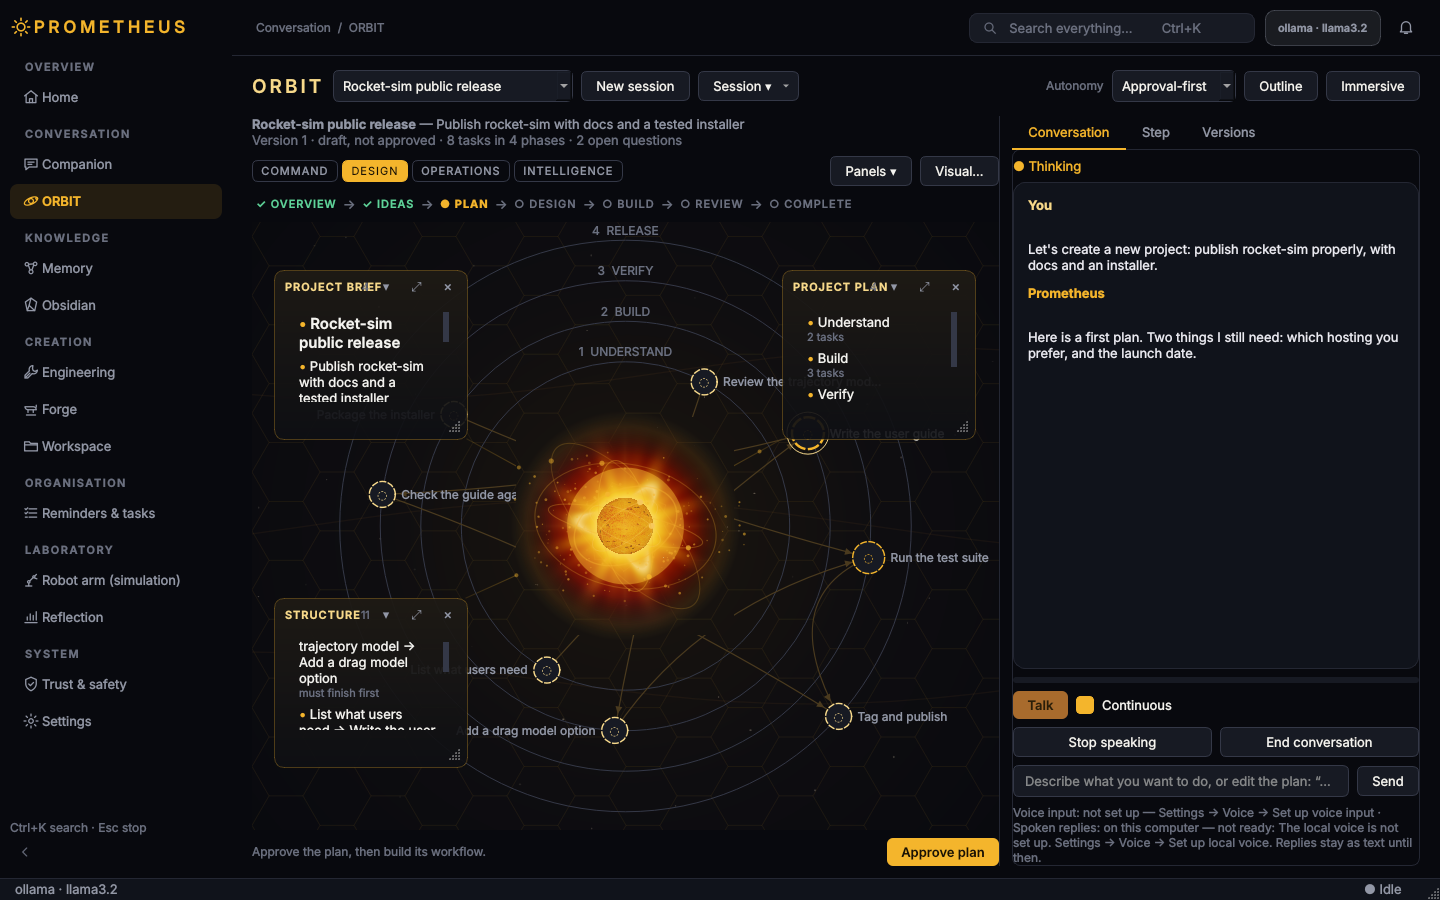 PROMETHEUS
OVERVIEW
Home
CONVERSATION
Companion
ORBIT
KNOWLEDGE
Memory
Obsidian
CREATION
Engineering
Forge
Workspace
ORGANISATION
Reminders & tasks
LABORATORY
Robot arm (simulation)
Reflection
SYSTEM
Trust & safety
Settings
Ctrl+K search · Esc stop
Conversation / ORBIT
Search everything... Ctrl+K
ollama · llama3.2
ORBIT
Rocket-sim public release
New session
Session ▾
Autonomy
Approval-first
Outline
Immersive
Rocket-sim public release — Publish rocket-sim with docs and a tested installer
Version 1 · draft, not approved · 8 tasks in 4 phases · 2 open questions
COMMAND
DESIGN
OPERATIONS
INTELLIGENCE
Panels ▾
Visual...
✓ OVERVIEW → ✓ IDEAS → ● PLAN → ○ DESIGN → ○ BUILD → ○ REVIEW → ○ COMPLETE
4 RELEASE
3 VERIFY
2 BUILD
1 UNDERSTAND
PROJECT BRIEF
• Rocket-sim
public release
• Publish rocket-sim
with docs and a
tested installer
Package the installer
PROJECT PLAN
• Understand
2 tasks
• Build
3 tasks
• Verify
Review the trajectory mod...
Write the user guide
Check the guide aga
Run the test suite
STRUCTURE 11
trajectory model →
Add a drag model
option
must finish first
• List what users
need → Write the user
List what users need
Add a drag model option
Tag and publish
Approve the plan, then build its workflow.
Approve plan
Conversation
Step
Versions
Thinking
You
Let's create a new project: publish rocket-sim properly, with
docs and an installer.
Prometheus
Here is a first plan. Two things I still need: which hosting you
prefer, and the launch date.
Talk
Continuous
Stop speaking
End conversation
Describe what you want to do, or edit the plan: “...
Send
Voice input: not set up — Settings → Voice → Set up voice input ·
Spoken replies: on this computer — not ready: The local voice is not
set up. Settings → Voice → Set up local voice. Replies stay as text until
then.
ollama · llama3.2
Idle